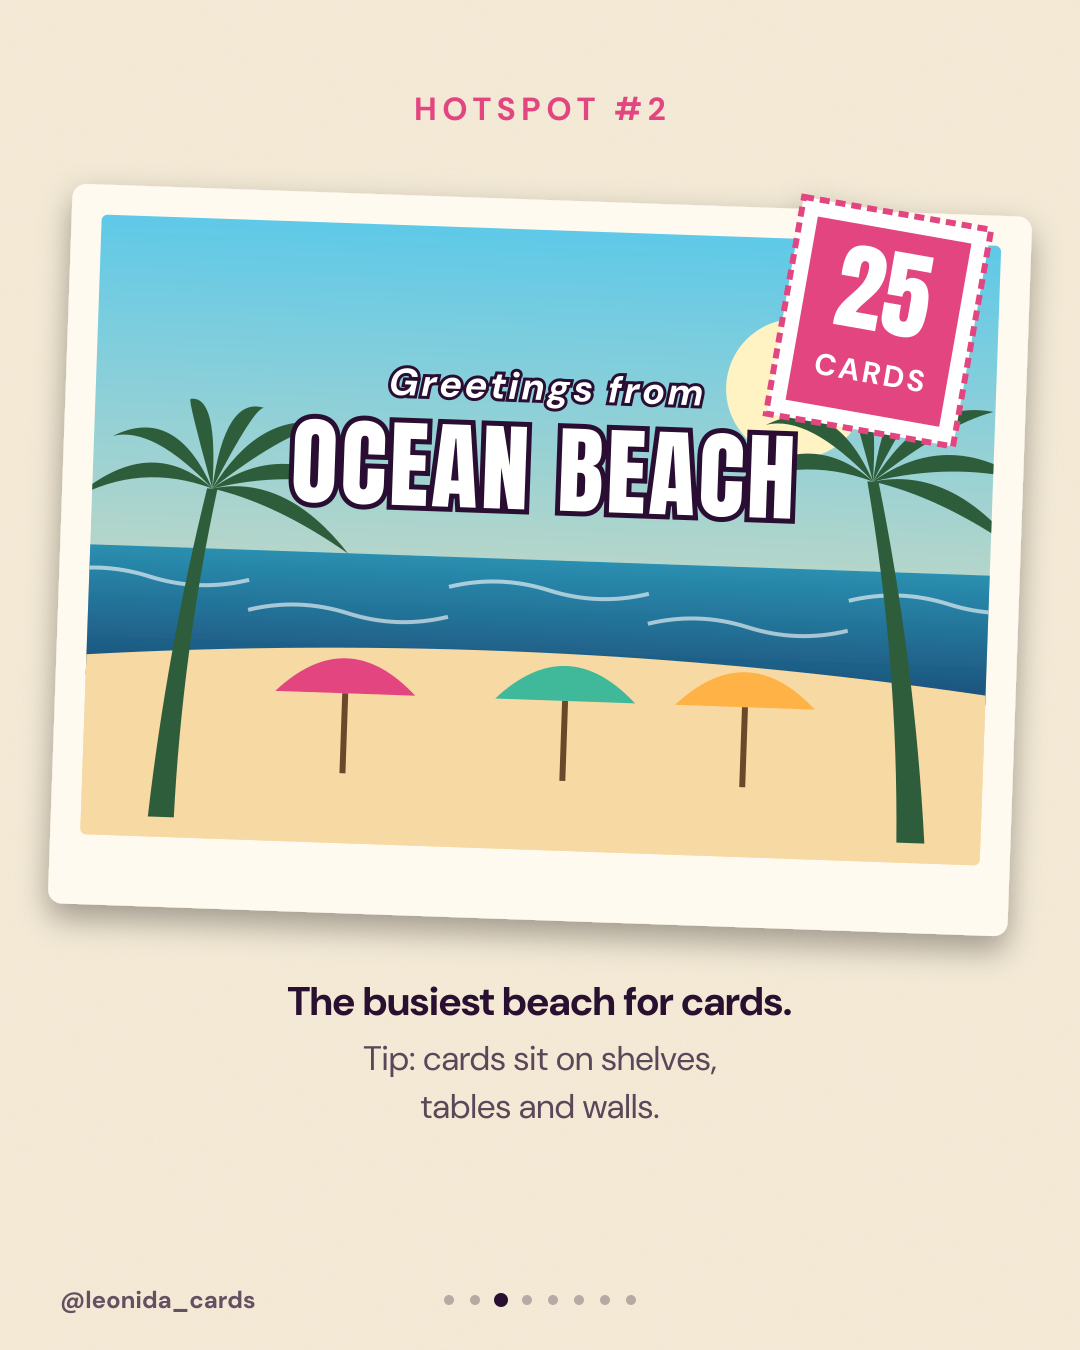 HOTSPOT #2
25
CARDS
Greetings from
OCEAN BEACH
The busiest beach for cards.
Tip: cards sit on shelves,
tables and walls.
@leonida_cards